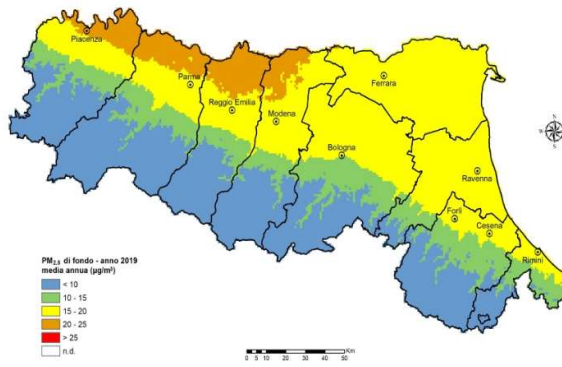 Piacenza
Parma
Reggio Emilia
Modena
Ferrara
Bologna
Ravenna
Forlì
Cesena
Rimini
N
E
S
W
PM2,5 di fondo - anno 2019
media annua (µg/m³)
< 10
10 - 15
15 - 20
20 - 25
> 25
n.d.
0 5 10 20 30 40 50 Km